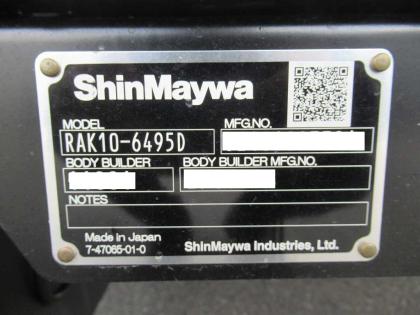 ShinMaywa
MODEL MFG.NO.
RAK10-6495D
BODY BUILDER BODY BUILDER MFG.NO.
NOTES
Made in Japan
7-47065-01-0 ShinMaywa Industries, Ltd.